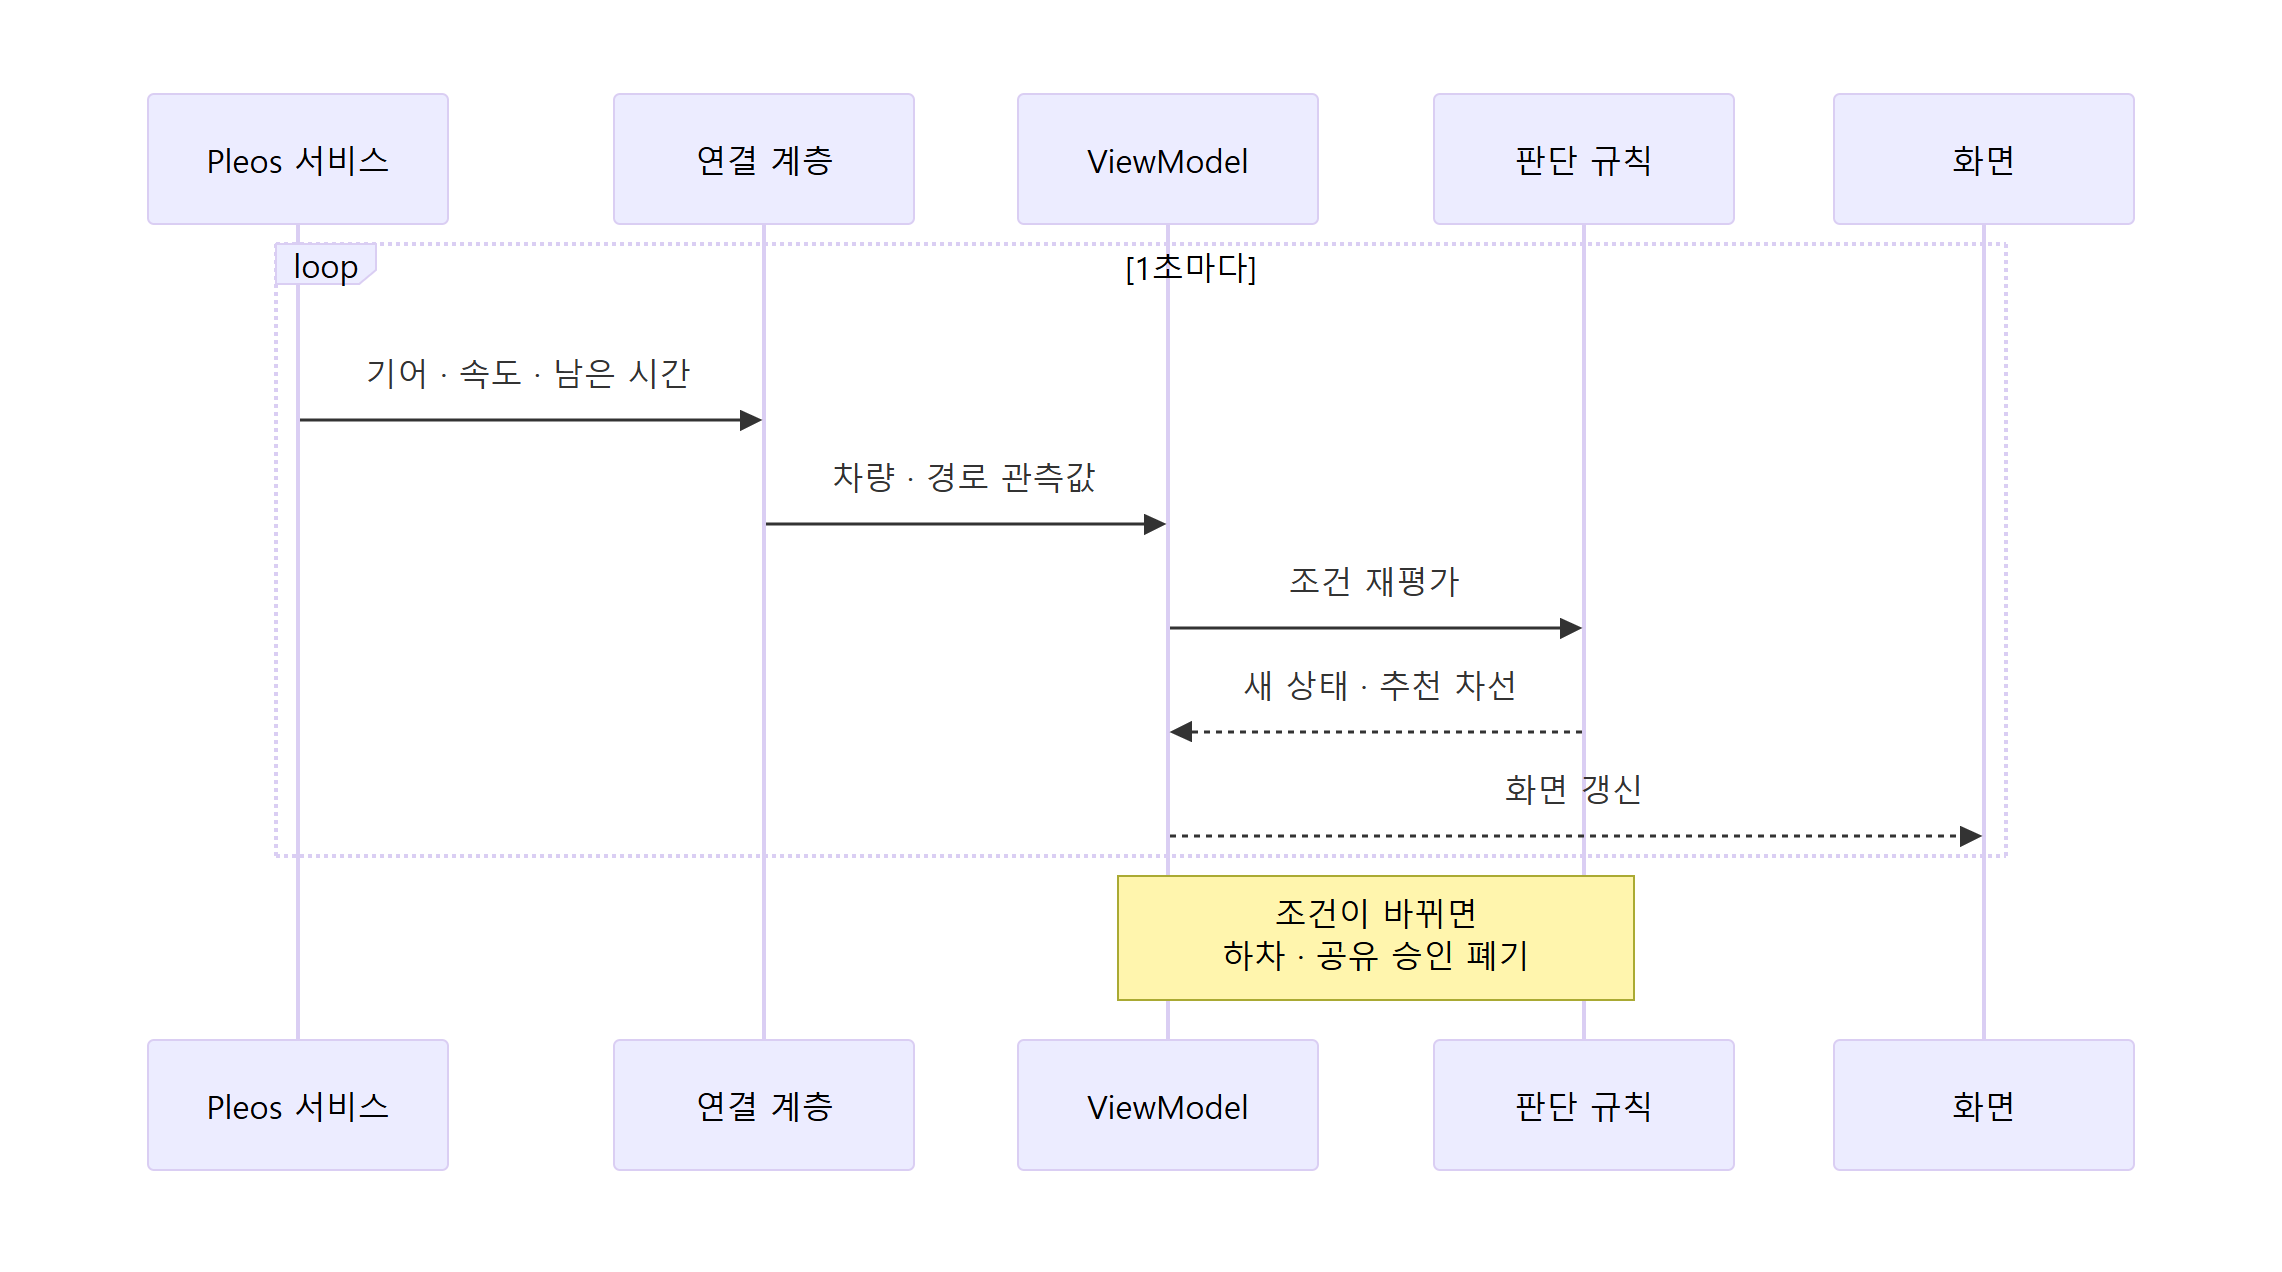 Pleos 서비스
연결 계층
ViewModel
판단 규칙
화면
loop
[1초마다]
기어 · 속도 · 남은 시간
차량 · 경로 관측값
조건 재평가
새 상태 · 추천 차선
화면 갱신
조건이 바뀌면
하차 · 공유 승인 폐기
Pleos 서비스
연결 계층
ViewModel
판단 규칙
화면